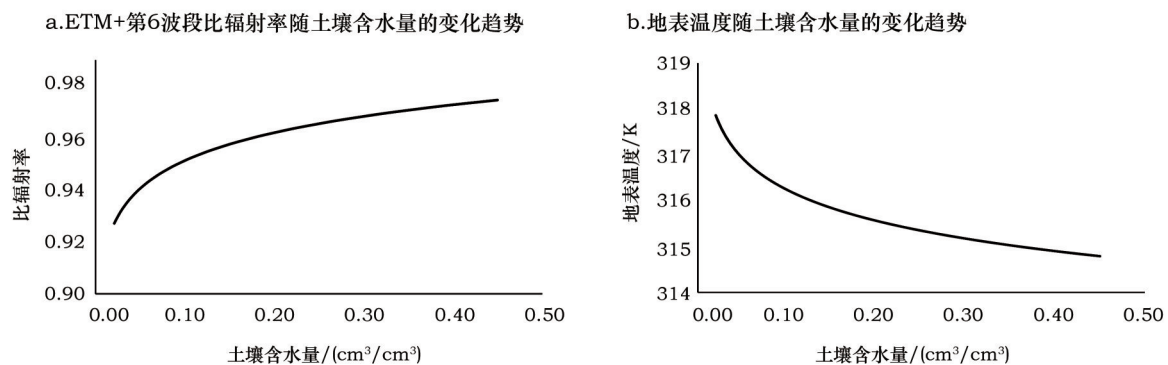 a.ETM+第6波段比辐射率随土壤含水量的变化趋势
0.98
0.96
0.94
0.92
0.90
比辐射率
0.00 0.10 0.20 0.30 0.40 0.50
土壤含水量/(cm³/cm³)
b.地表温度随土壤含水量的变化趋势
319
318
317
316
315
314
地表温度/K
0.00 0.10 0.20 0.30 0.40 0.50
土壤含水量/(cm³/cm³)